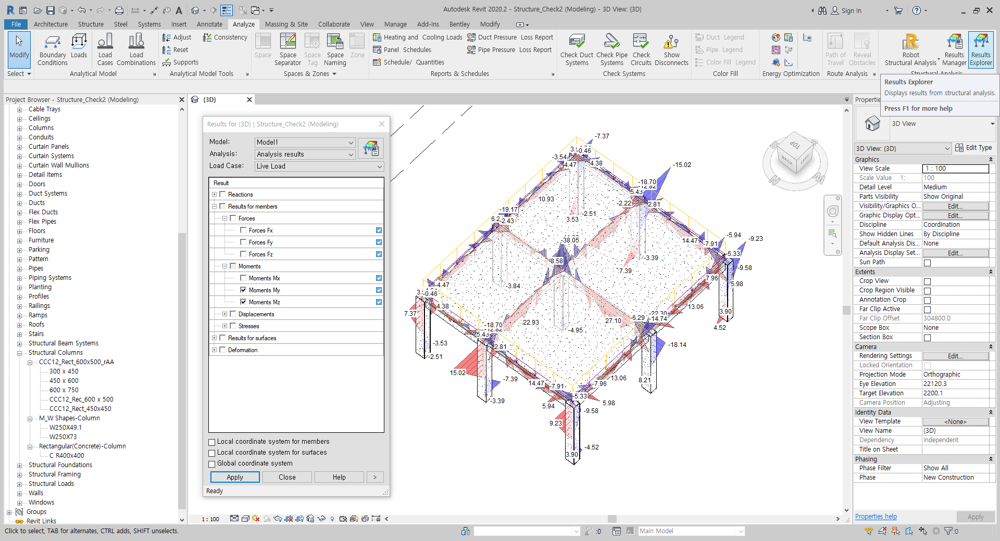 Autodesk Revit 2020.2 - Structure_Check2 (Modeling) - 3D View: {3D}
Sign In
File Architecture Structure Steel Systems Insert Annotate Analyze Massing & Site Collaborate View Manage Add-Ins Bentley Modify
Modify
Select
Boundary Conditions
Loads
Load Cases
Load Combinations
Analytical Model
Adjust
Reset
Supports
Consistency
Analytical Model Tools
Space
Space Separator
Space Tag
Space Naming
Zone
Spaces & Zones
Heating and Cooling Loads
Panel Schedules
Schedule/ Quantities
Duct Pressure Loss Report
Pipe Pressure Loss Report
Reports & Schedules
Check Duct Systems
Check Pipe Systems
Check Circuits
Show Disconnects
Check Systems
Duct Legend
Pipe Legend
Color Fill Legend
Color Fill
Energy Optimization
Path of Travel
Reveal Obstacles
Route Analysis
Robot Structural Analysis
Results Manager
Results Explorer
Structural Analysis
Results Explorer
Displays results from structural analysis.
Press F1 for more help
Project Browser - Structure_Check2 (Modeling)
Cable Trays
Ceilings
Columns
Conduits
Curtain Panels
Curtain Systems
Curtain Wall Mullions
Detail Items
Doors
Duct Systems
Ducts
Flex Ducts
Flex Pipes
Floors
Furniture
Parking
Pattern
Pipes
Piping Systems
Planting
Profiles
Railings
Ramps
Roofs
Stairs
Structural Beam Systems
Structural Columns
CCC12_Rect_600x500_rAA
300 x 450
450 x 600
600 x 750
CCC12_Rec_600 x 500
CCC12_Rect_450x450
M_W Shapes-Column
W250X49.1
W250X73
Rectangular(Concrete)-Column
C R400x400
Structural Foundations
Structural Framing
Structural Loads
Walls
Windows
Groups
Revit Links
{3D}
Results for {3D} | Structure_Check2 (Modeling)
Model: Model1
Analysis: Analysis results
Load Case: Live Load
Result
Reactions
Results for members
Forces
Forces Fx
Forces Fy
Forces Fz
Moments
Moments Mx
Moments My
Moments Mz
Displacements
Stresses
Results for surfaces
Deformation
Local coordinate system for members
Local coordinate system for surfaces
Global coordinate system
Apply Close Help >
Ready
-7.37
-0.46
-3.54
4.47
4.38
-15.02
-18.70
5.43
10.93
-2.22
2.81
-19.17
-2.51
-2.43
3.53
-5.94
14.47
-7.91
-9.23
-38.05
-5.33
8.58
-3.39
-9.58
7.39
7.96
-4.47
-3.84
5.98
-0.46
4.38
13.06
7.37
3.90
-22.30
-6.29
-14.74
22.93
27.10
4.52
-18.70
-4.95
5.43
2.81
-3.53
-18.14
-2.51
15.02
-7.39
13.06
8.21
14.47
-7.91
-7.96
-5.33
-3.39
5.94
5.98
-9.58
9.23
-4.52
3.90
TOP
BACK
LEFT
Properties
3D View
3D View: {3D} Edit Type
Graphics
View Scale 1 : 100
Scale Value 1: 100
Detail Level Medium
Parts Visibility Show Original
Visibility/Graphics O... Edit...
Graphic Display Opt... Edit...
Discipline Coordination
Show Hidden Lines By Discipline
Default Analysis Dis... None
Analysis Display Set... Edit...
Sun Path
Extents
Crop View
Crop Region Visible
Annotation Crop
Far Clip Active
Far Clip Offset 304800.0
Scope Box None
Section Box
Camera
Rendering Settings Edit...
Locked Orientation
Projection Mode Orthographic
Eye Elevation 22120.3
Target Elevation 2200.1
Camera Position Adjusting
Identity Data
View Template <None>
View Name {3D}
Dependency Independent
Title on Sheet
Phasing
Phase Filter Show All
Phase New Construction
Properties help Apply
1 : 100
Click to select, TAB for alternates, CTRL adds, SHIFT unselects.
:0
Main Model
:0